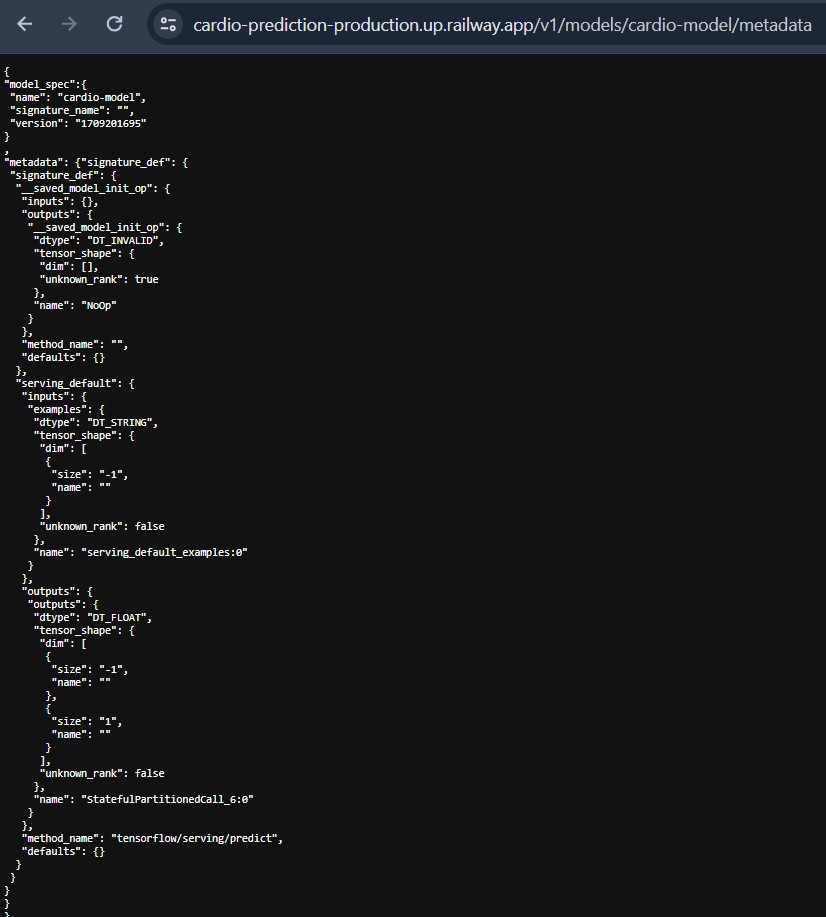 cardio-prediction-production.up.railway.app/v1/models/cardio-model/metadata
{
"model_spec":{
 "name": "cardio-model",
 "signature_name": "",
 "version": "1709201695"
}
,
"metadata": {"signature_def": {
 "signature_def": {
  "__saved_model_init_op": {
   "inputs": {},
   "outputs": {
    "__saved_model_init_op": {
     "dtype": "DT_INVALID",
     "tensor_shape": {
      "dim": [],
      "unknown_rank": true
     },
     "name": "NoOp"
    }
   },
   "method_name": "",
   "defaults": {}
  },
  "serving_default": {
   "inputs": {
    "examples": {
     "dtype": "DT_STRING",
     "tensor_shape": {
      "dim": [
       {
        "size": "-1",
        "name": ""
       }
      ],
      "unknown_rank": false
     },
     "name": "serving_default_examples:0"
    }
   },
   "outputs": {
    "outputs": {
     "dtype": "DT_FLOAT",
     "tensor_shape": {
      "dim": [
       {
        "size": "-1",
        "name": ""
       },
       {
        "size": "1",
        "name": ""
       }
      ],
      "unknown_rank": false
     },
     "name": "StatefulPartitionedCall_6:0"
    }
   },
   "method_name": "tensorflow/serving/predict",
   "defaults": {}
  }
 }
}
}
}